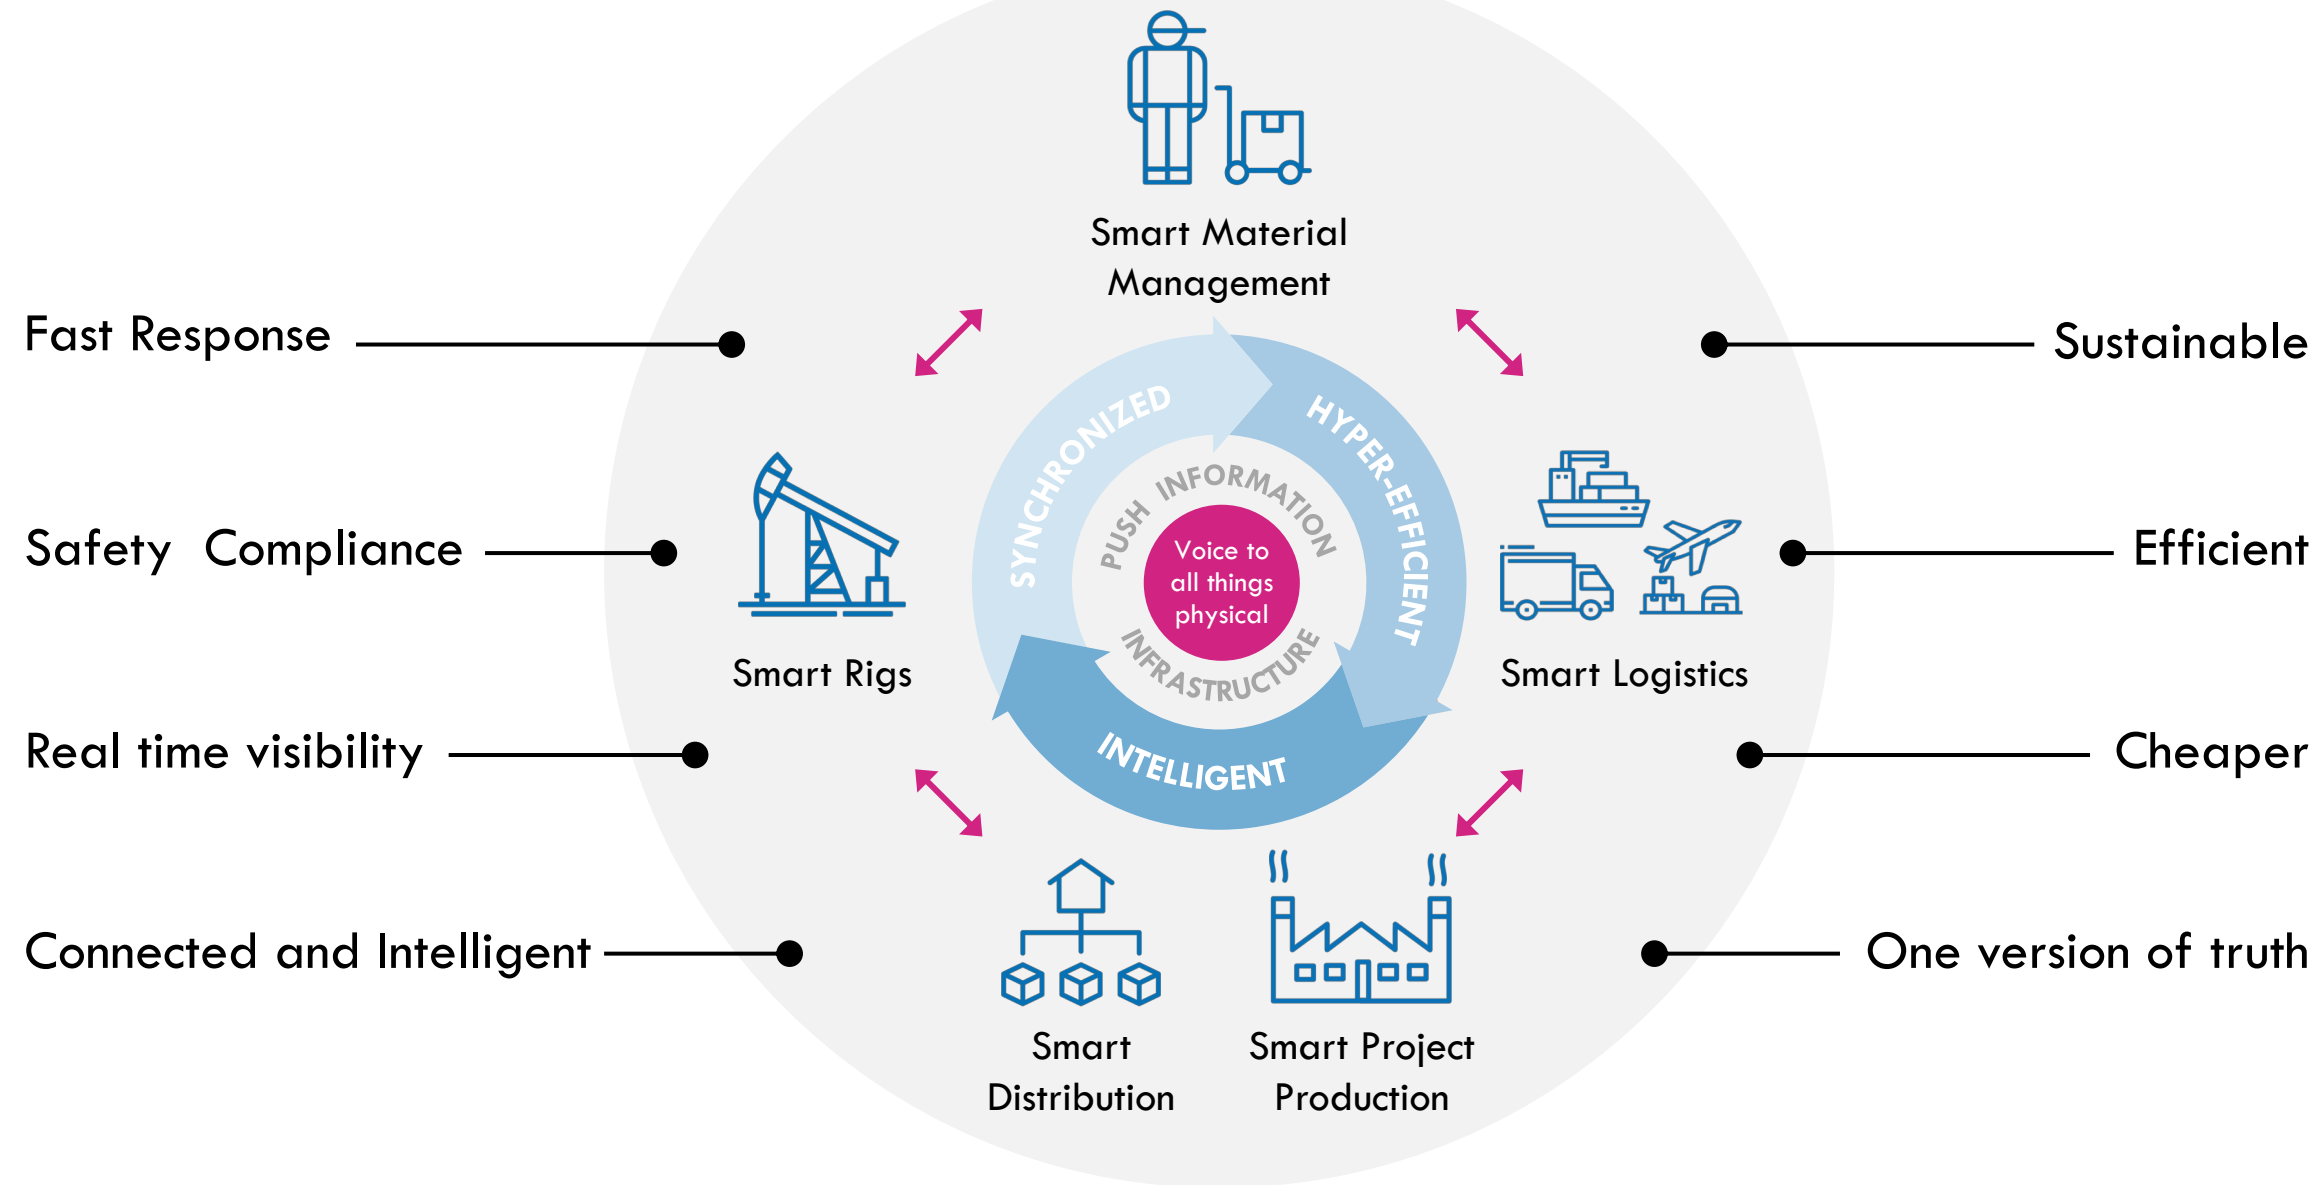 Smart Material
Management
Fast Response
Sustainable
SYNCHRONIZED
HYPER-EFFICIENT
PUSH INFORMATION
Voice to
all things
physical
INFRASTRUCTURE
INTELLIGENT
Safety Compliance
Efficient
Smart Rigs
Smart Logistics
Real time visibility
Cheaper
Connected and Intelligent
One version of truth
Smart
Distribution
Smart Project
Production